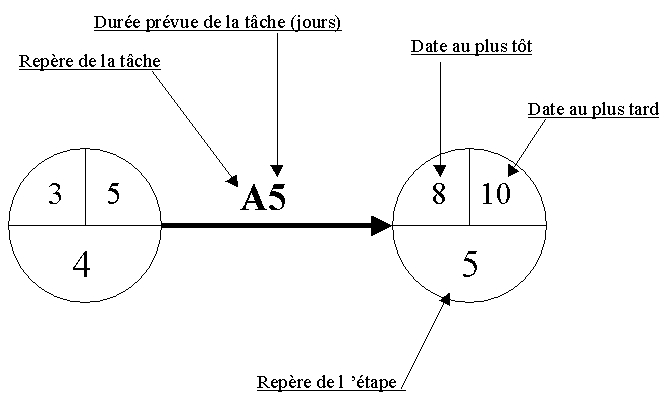 Durée prévue de la tâche (jours)
Repère de la tâche
Date au plus tôt
Date au plus tard
3 5
A5
8 10
4
5
Repère de l ’étape